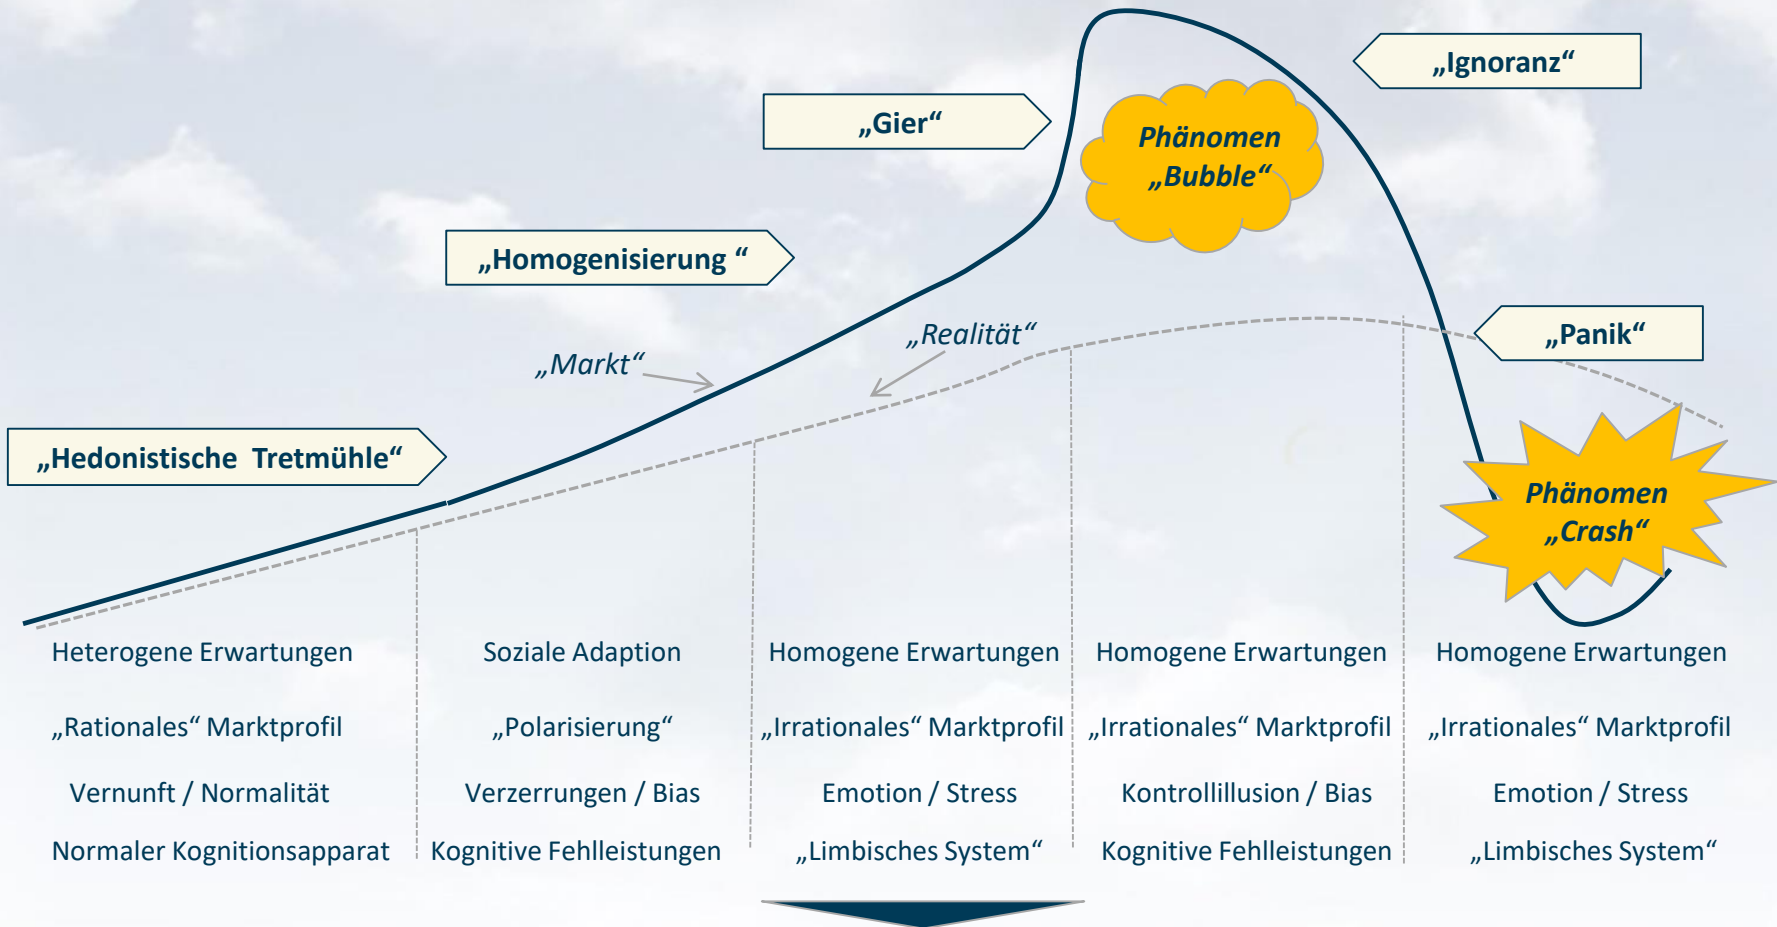 „Ignoranz“
„Gier“
Phänomen
„Bubble“
„Homogenisierung “
„Realität“
„Panik“
„Markt“
„Hedonistische  Tretmühle“
Phänomen
„Crash“
Heterogene Erwartungen
Soziale Adaption
Homogene Erwartungen
Homogene Erwartungen
Homogene Erwartungen
„Rationales“ Marktprofil
„Polarisierung“
„Irrationales“ Marktprofil
„Irrationales“ Marktprofil
„Irrationales“ Marktprofil
Vernunft / Normalität
Verzerrungen / Bias
Emotion / Stress
Kontrollillusion / Bias
Emotion / Stress
Normaler Kognitionsapparat
Kognitive Fehlleistungen
„Limbisches System“
Kognitive Fehlleistungen
„Limbisches System“